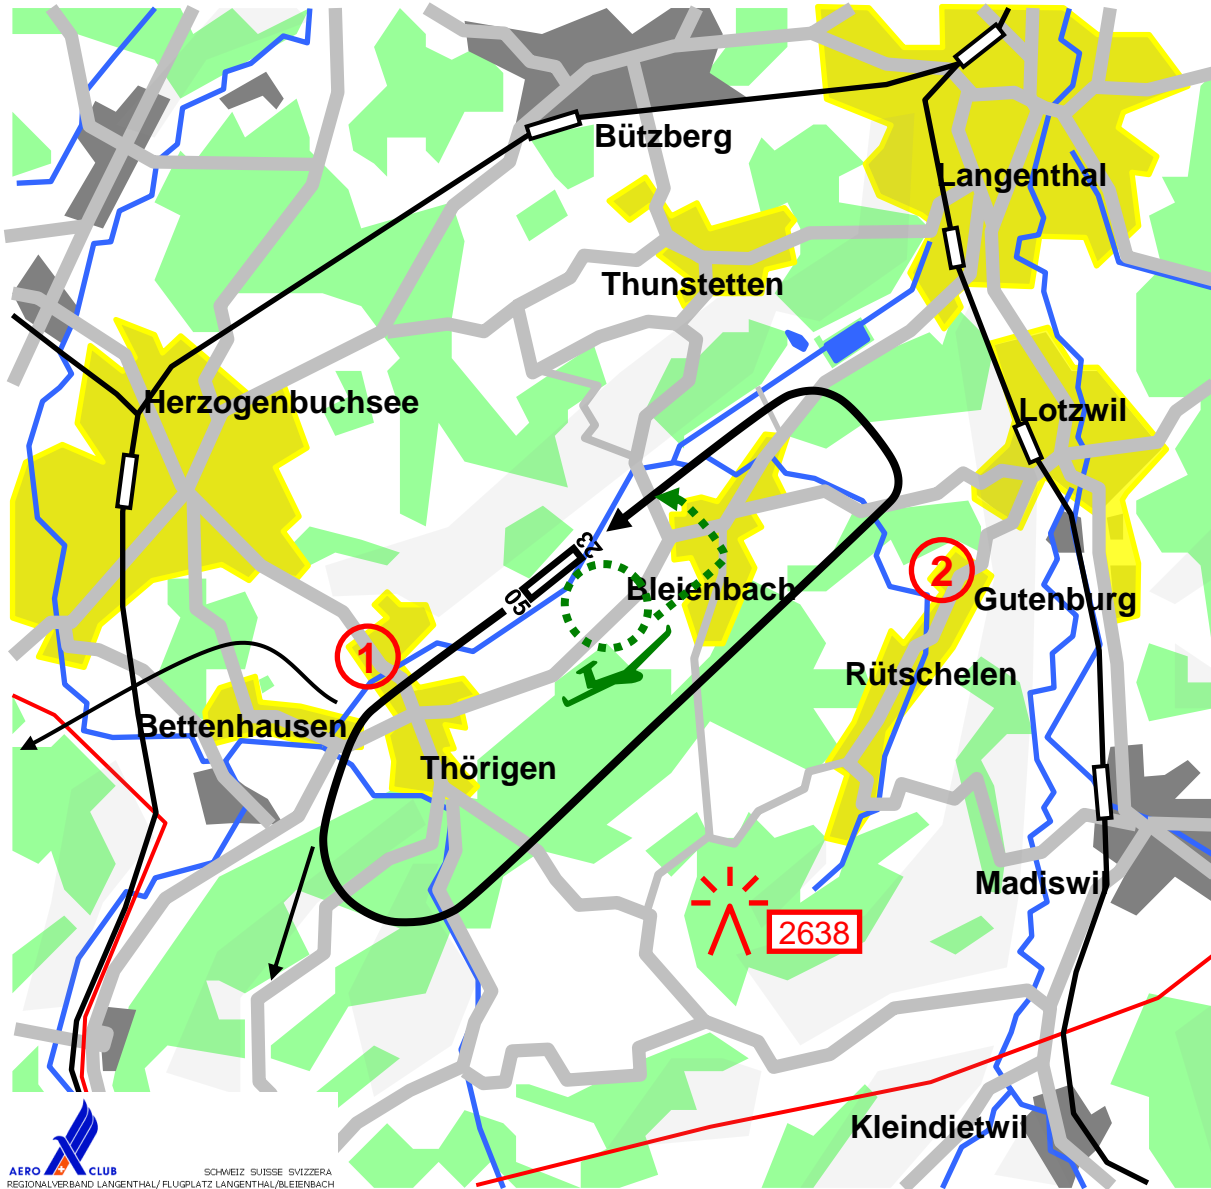 Bützberg
Langenthal
Thunstetten
Herzogenbuchsee
Lotzwil
23
05
Bleienbach
2
Gutenburg
1
Rütschelen
Bettenhausen
Thörigen
Madiswil
2638
Kleindietwil
AERO CLUB
SCHWEIZ SUISSE SVIZZERA
REGIONALVERBAND LANGENTHAL/ FLUGPLATZ LANGENTHAL/BLEIENBACH